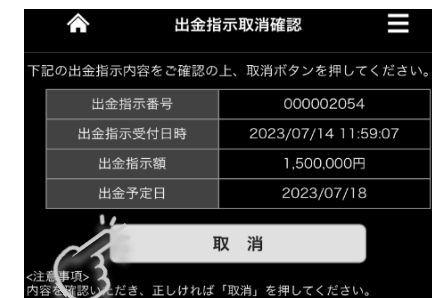 出金指示取消確認
下記の出金指示内容をご確認の上、取消ボタンを押してください。
出金指示番号 000002054
出金指示受付日時 2023/07/14 11:59:07
出金指示額 1,500,000円
出金予定日 2023/07/18
取 消
<注意事項>
内容を確認いただき、正しければ「取消」を押してください。